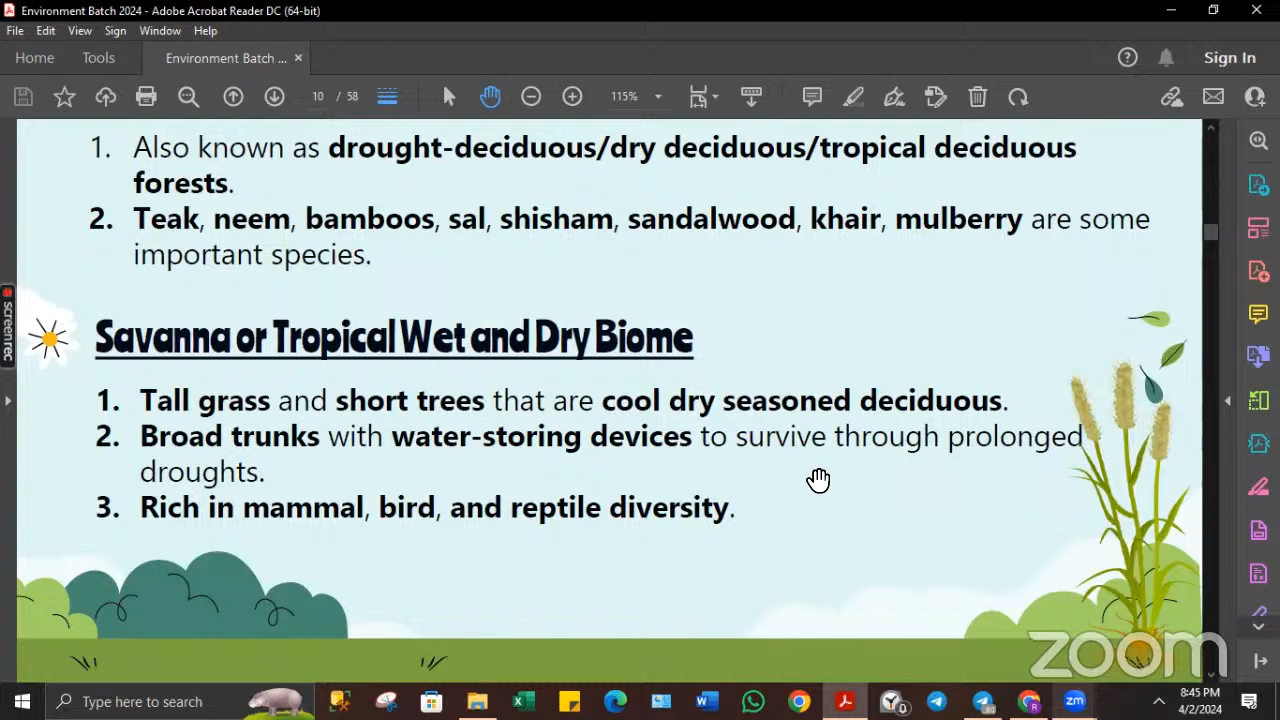 Environment Batch 2024 - Adobe Acrobat Reader DC (64-bit)
File Edit View Sign Window Help
Home Tools Environment Batch ... × Sign In
10 / 58 115%
1. Also known as drought-deciduous/dry deciduous/tropical deciduous
forests.
2. Teak, neem, bamboos, sal, shisham, sandalwood, khair, mulberry are some
important species.
screenrec
Savanna or Tropical Wet and Dry Biome
1. Tall grass and short trees that are cool dry seasoned deciduous.
2. Broad trunks with water-storing devices to survive through prolonged
droughts.
3. Rich in mammal, bird, and reptile diversity.
zoom
Type here to search
8:45 PM
4/2/2024